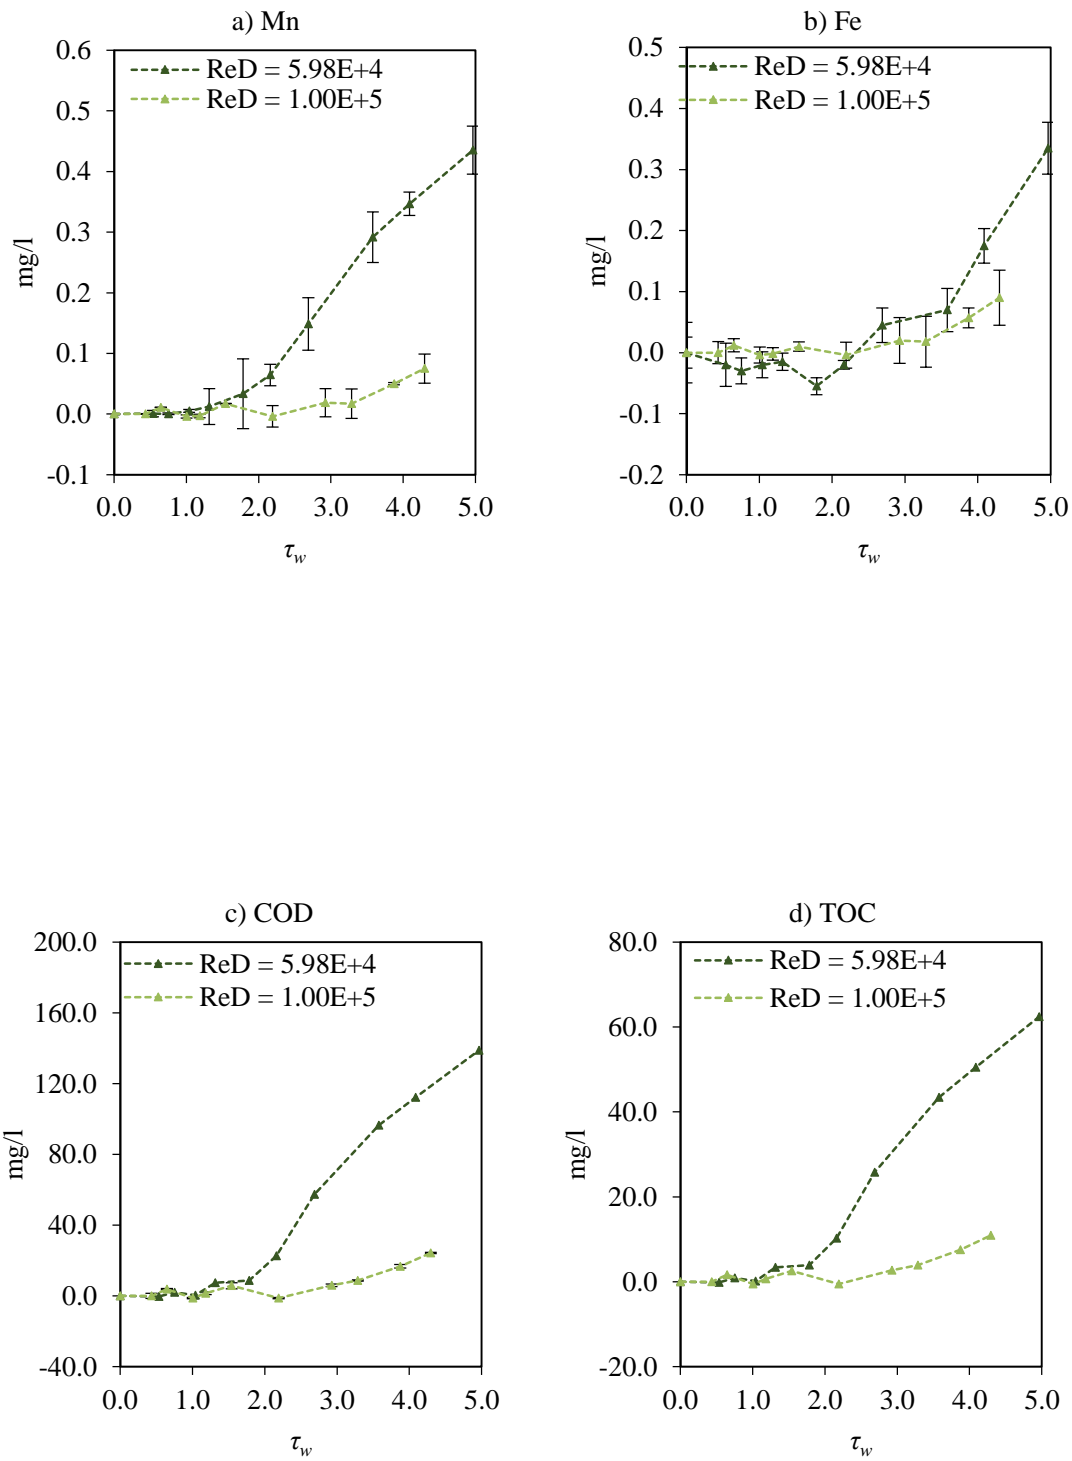 a) Mn
ReD = 5.98E+4
ReD = 1.00E+5
0.6
0.5
0.4
0.3
0.2
0.1
0.0
-0.1
mg/l
0.0 1.0 2.0 3.0 4.0 5.0
τw
b) Fe
ReD = 5.98E+4
ReD = 1.00E+5
0.5
0.4
0.3
0.2
0.1
0.0
-0.1
-0.2
mg/l
0.0 1.0 2.0 3.0 4.0 5.0
τw
c) COD
ReD = 5.98E+4
ReD = 1.00E+5
200.0
160.0
120.0
80.0
40.0
0.0
-40.0
mg/l
0.0 1.0 2.0 3.0 4.0 5.0
τw
d) TOC
ReD = 5.98E+4
ReD = 1.00E+5
80.0
60.0
40.0
20.0
0.0
-20.0
mg/l
0.0 1.0 2.0 3.0 4.0 5.0
τw